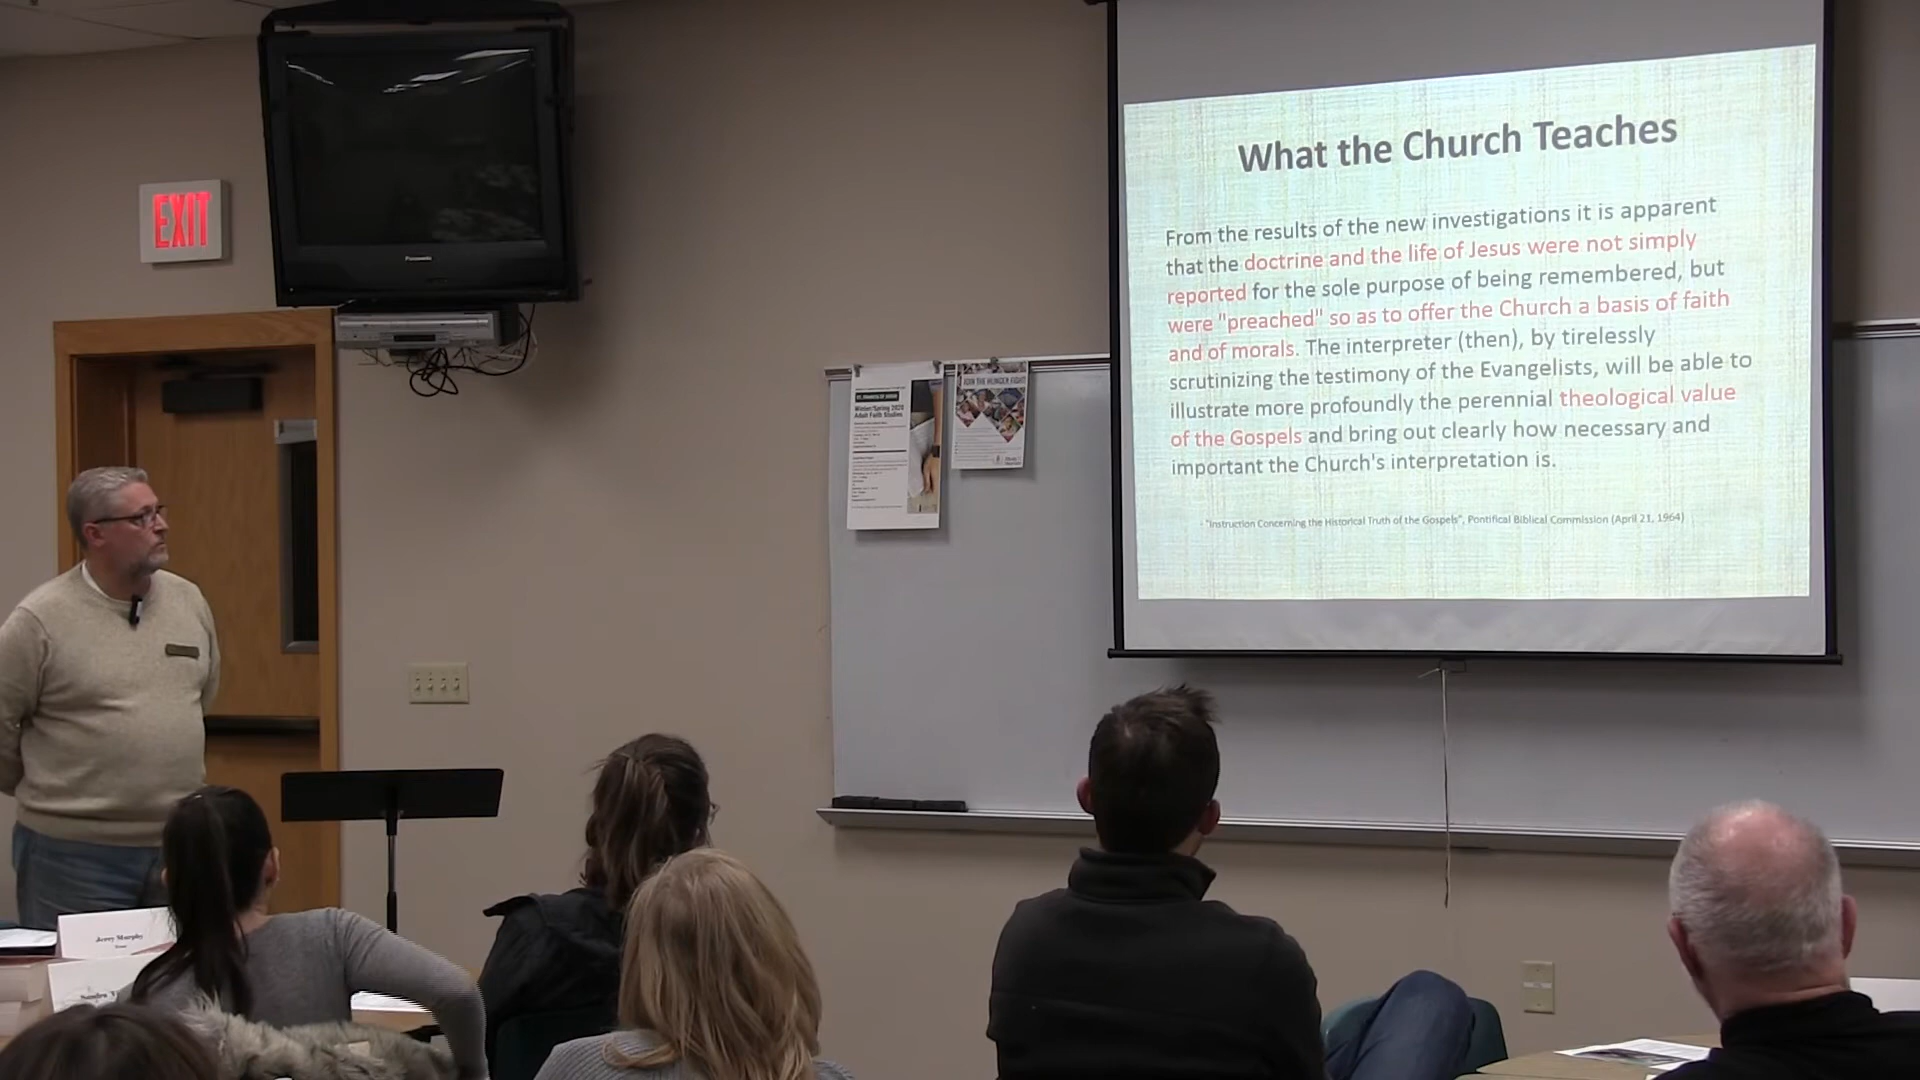 EXIT
Panasonic
What the Church Teaches
From the results of the new investigations it is apparent
that the doctrine and the life of Jesus were not simply
reported for the sole purpose of being remembered, but
were "preached" so as to offer the Church a basis of faith
and of morals. The interpreter (then), by tirelessly
scrutinizing the testimony of the Evangelists, will be able to
illustrate more profoundly the perennial theological value
of the Gospels and bring out clearly how necessary and
important the Church's interpretation is.
- "Instruction Concerning the Historical Truth of the Gospels", Pontifical Biblical Commission (April 21, 1964)
Winter/Spring 2020
Adult Faith Studies
JOIN THE HUNGER FIGHT
Jerry Murphy
Sandra